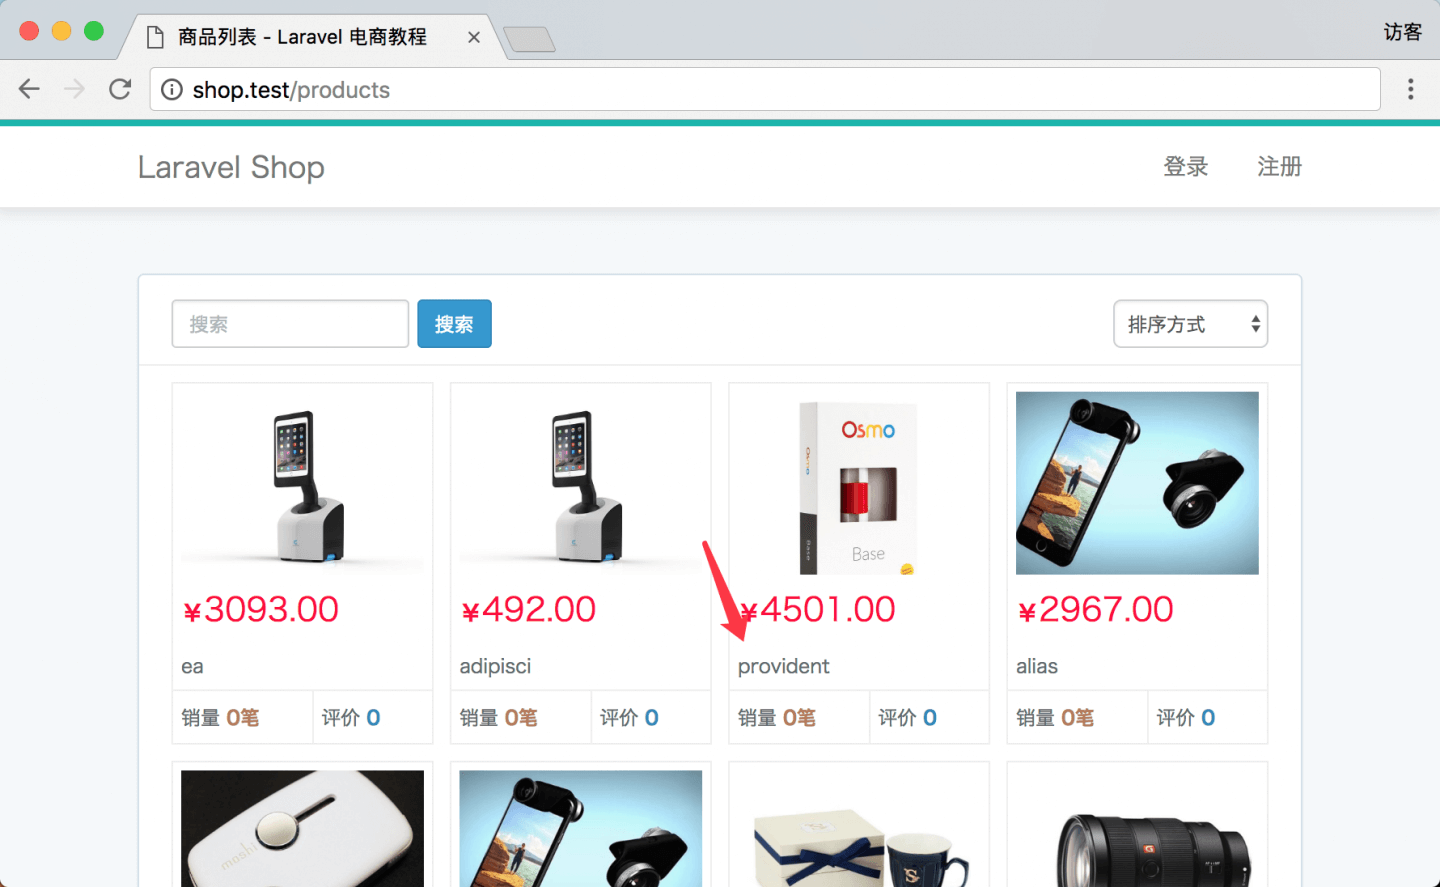 商品列表 - Laravel 电商教程
访客
shop.test/products
Laravel Shop
登录 注册
搜索 搜索 排序方式
Osmo
Osmo
Base
Base
¥3093.00 ¥492.00 ¥4501.00 ¥2967.00
ea adipisci provident alias
销量 0笔 评价 0 销量 0笔 评价 0 销量 0笔 评价 0 销量 0笔 评价 0
moshi
S
G